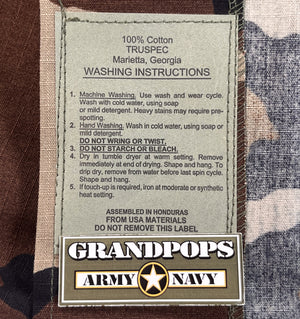 100% Cotton
TRUSPEC
Marietta, Georgia
WASHING INSTRUCTIONS
1. Machine Washing. Use wash and wear cycle.
Wash with cold water, using soap
or mild detergent. Heavy stains may require pre-
spotting.
2. Hand Washing. Wash in cold water, using soap or
mild detergent.
3. DO NOT WRING OR TWIST.
DO NOT STARCH OR BLEACH.
4. Dry in tumble dryer at warm setting. Remove
immediately at end of drying. Shape and hang. To
drip dry, remove from water before last spin cycle.
Shape and hang.
5. If touch-up is required, iron at moderate or synthetic
heat setting.
ASSEMBLED IN HONDURAS
FROM USA MATERIALS
DO NOT REMOVE THIS LABEL
GRANDPOPS
ARMY NAVY